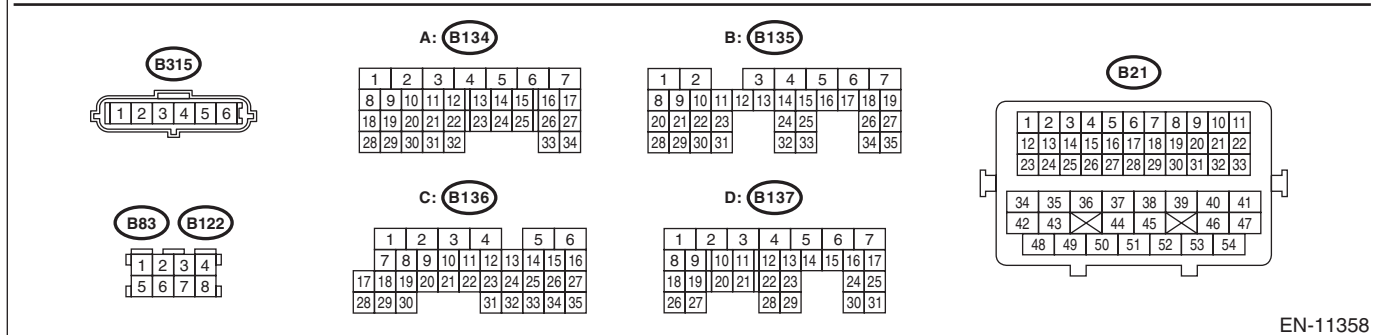 B315
1 2 3 4 5 6
B83 B122
1 2 3 4
5 6 7 8
A: B134
1 2 3 4 5 6 7
8 9 10 11 12 13 14 15 16 17
18 19 20 21 22 23 24 25 26 27
28 29 30 31 32 33 34
B: B135
1 2 3 4 5 6 7
8 9 10 11 12 13 14 15 16 17 18 19
20 21 22 23 24 25 26 27
28 29 30 31 32 33 34 35
C: B136
1 2 3 4 5 6
7 8 9 10 11 12 13 14 15 16
17 18 19 20 21 22 23 24 25 26 27
28 29 30 31 32 33 34 35
D: B137
1 2 3 4 5 6 7
8 9 10 11 12 13 14 15 16 17
18 19 20 21 22 23 24 25
26 27 28 29 30 31
B21
1 2 3 4 5 6 7 8 9 10 11
12 13 14 15 16 17 18 19 20 21 22
23 24 25 26 27 28 29 30 31 32 33
34 35 36 37 38 39 40 41
42 43 44 45 46 47
48 49 50 51 52 53 54
EN-11358